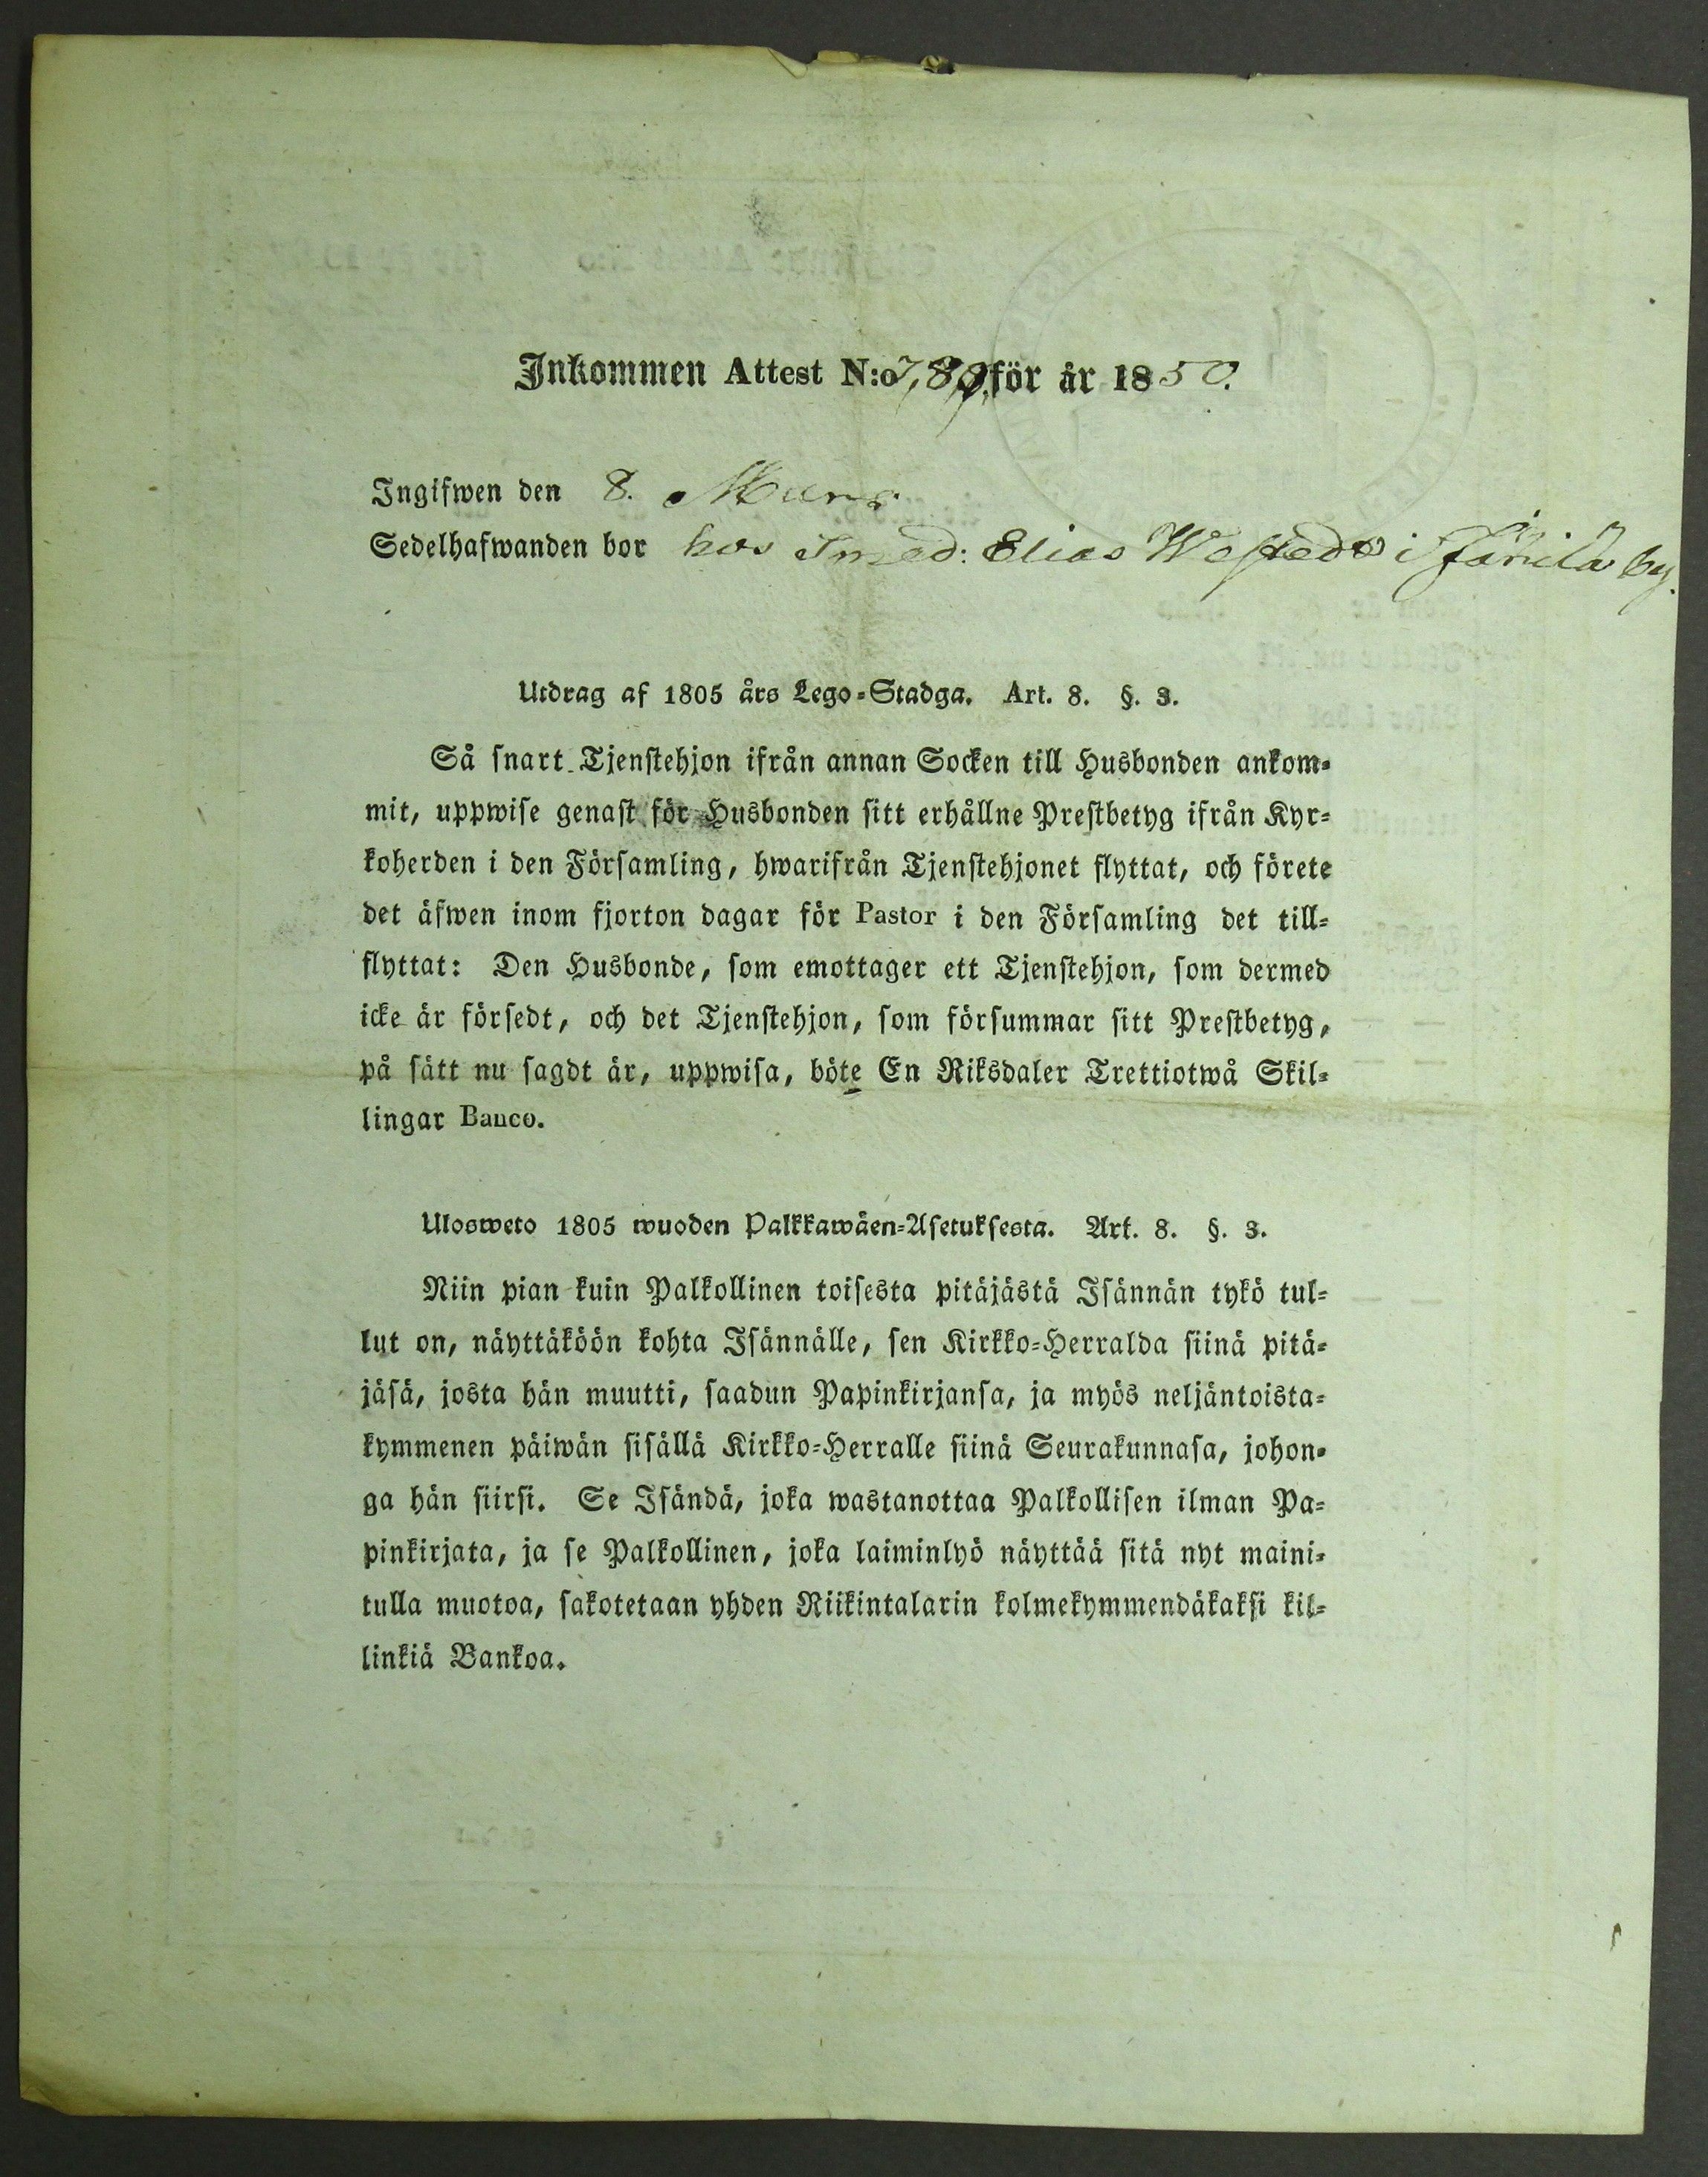 Inkommen Attest N:o 7,8,9, för år 1850.
Ingifwen den 8. Mars
Sedelhafwanden bor hos Smed: Elias i by.
Utdrag af 1805 års Lego-Stadga. Art. 8. §. 3.
Så snart Tjenstehjon ifrån annan Socken till Husbonden ankom-
mit, uppwise genast för Husbonden sitt erhållne Prestbetyg ifrån Kyr-
koherden i den Församling, hwarifrån Tjenstehjonet flyttat, och förete
det äfwen inom fjorton dagar för Pastor i den Församling det till-
flyttat: Den Husbonde, som emottager ett Tjenstehjon, som dermed
icke är försedt, och det Tjenstehjon, som försummar sitt Prestbetyg,
på sätt nu sagdt är, uppwisa, böte En Riksdaler Trettiotwå Skil-
lingar Banco.
Ulosweto 1805 wuoden Palkkawäen-Asetuksesta. Art. 8. §. 3.
Niin pian kuin Palkollinen toisesta pitäjästä Isännän tykö tul-
lut on, näyttäköön kohta Isännälle, sen Kirkko-Herralda siinä pitä-
jäsä, josta hän muutti, saadun Papinkirjansa, ja myös neljäntoista-
kymmenen päiwän sisällä Kirkko-Herralle siinä Seurakunnasa, johon-
ga hän siirsi. Se Isändä, joka wastanottaa Palkollisen ilman Pa-
pinkirjata, ja se Palkollinen, joka laiminlyö näyttää sitä nyt maini-
tulla muotoa, sakotetaan yhden Riikintalarin kolmekymmendäkaksi kil-
linkiä Bankoa.